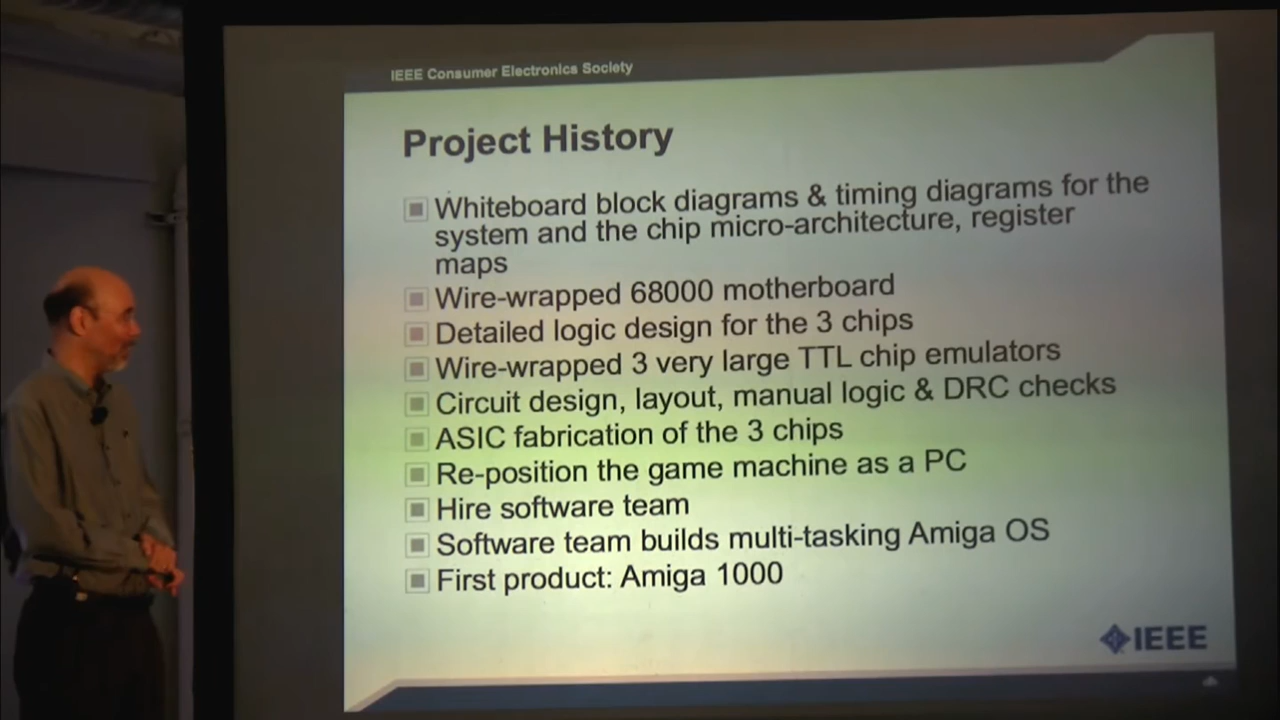 IEEE Consumer Electronics Society
Project History
Whiteboard block diagrams & timing diagrams for the
system and the chip micro-architecture, register
maps
Wire-wrapped 68000 motherboard
Detailed logic design for the 3 chips
Wire-wrapped 3 very large TTL chip emulators
Circuit design, layout, manual logic & DRC checks
ASIC fabrication of the 3 chips
Re-position the game machine as a PC
Hire software team
Software team builds multi-tasking Amiga OS
First product: Amiga 1000
IEEE